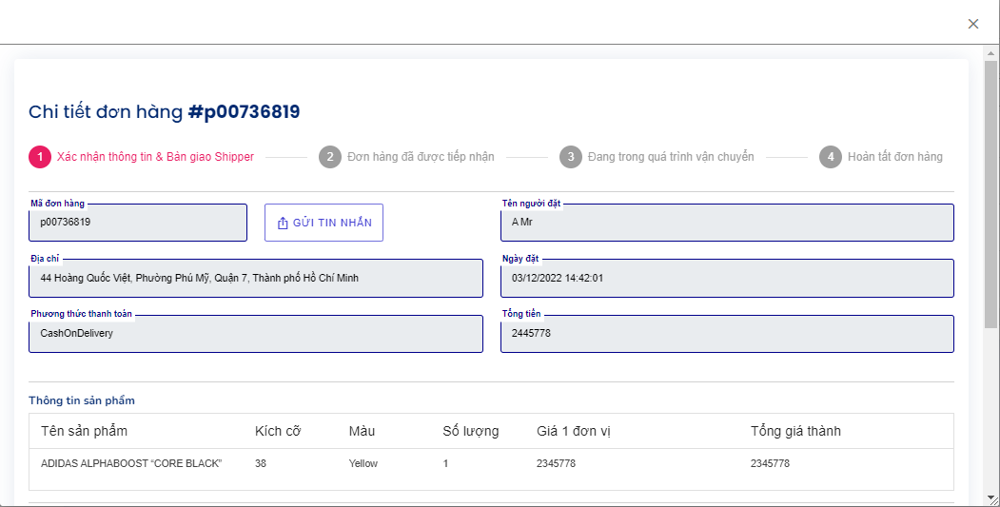 Chi tiết đơn hàng #p00736819
1 Xác nhận thông tin & Bàn giao Shipper 2 Đơn hàng đã được tiếp nhận 3 Đang trong quá trình vận chuyển 4 Hoàn tất đơn hàng
Mã đơn hàng
p00736819
GỬI TIN NHẮN
Tên người đặt
A Mr
Địa chỉ
44 Hoàng Quốc Việt, Phường Phú Mỹ, Quận 7, Thành phố Hồ Chí Minh
Ngày đặt
03/12/2022 14:42:01
Phương thức thanh toán
CashOnDelivery
Tổng tiền
2445778
Thông tin sản phẩm
Tên sản phẩm Kích cỡ Màu Số lượng Giá 1 đơn vị Tổng giá thành
ADIDAS ALPHABOOST “CORE BLACK” 38 Yellow 1 2345778 2345778